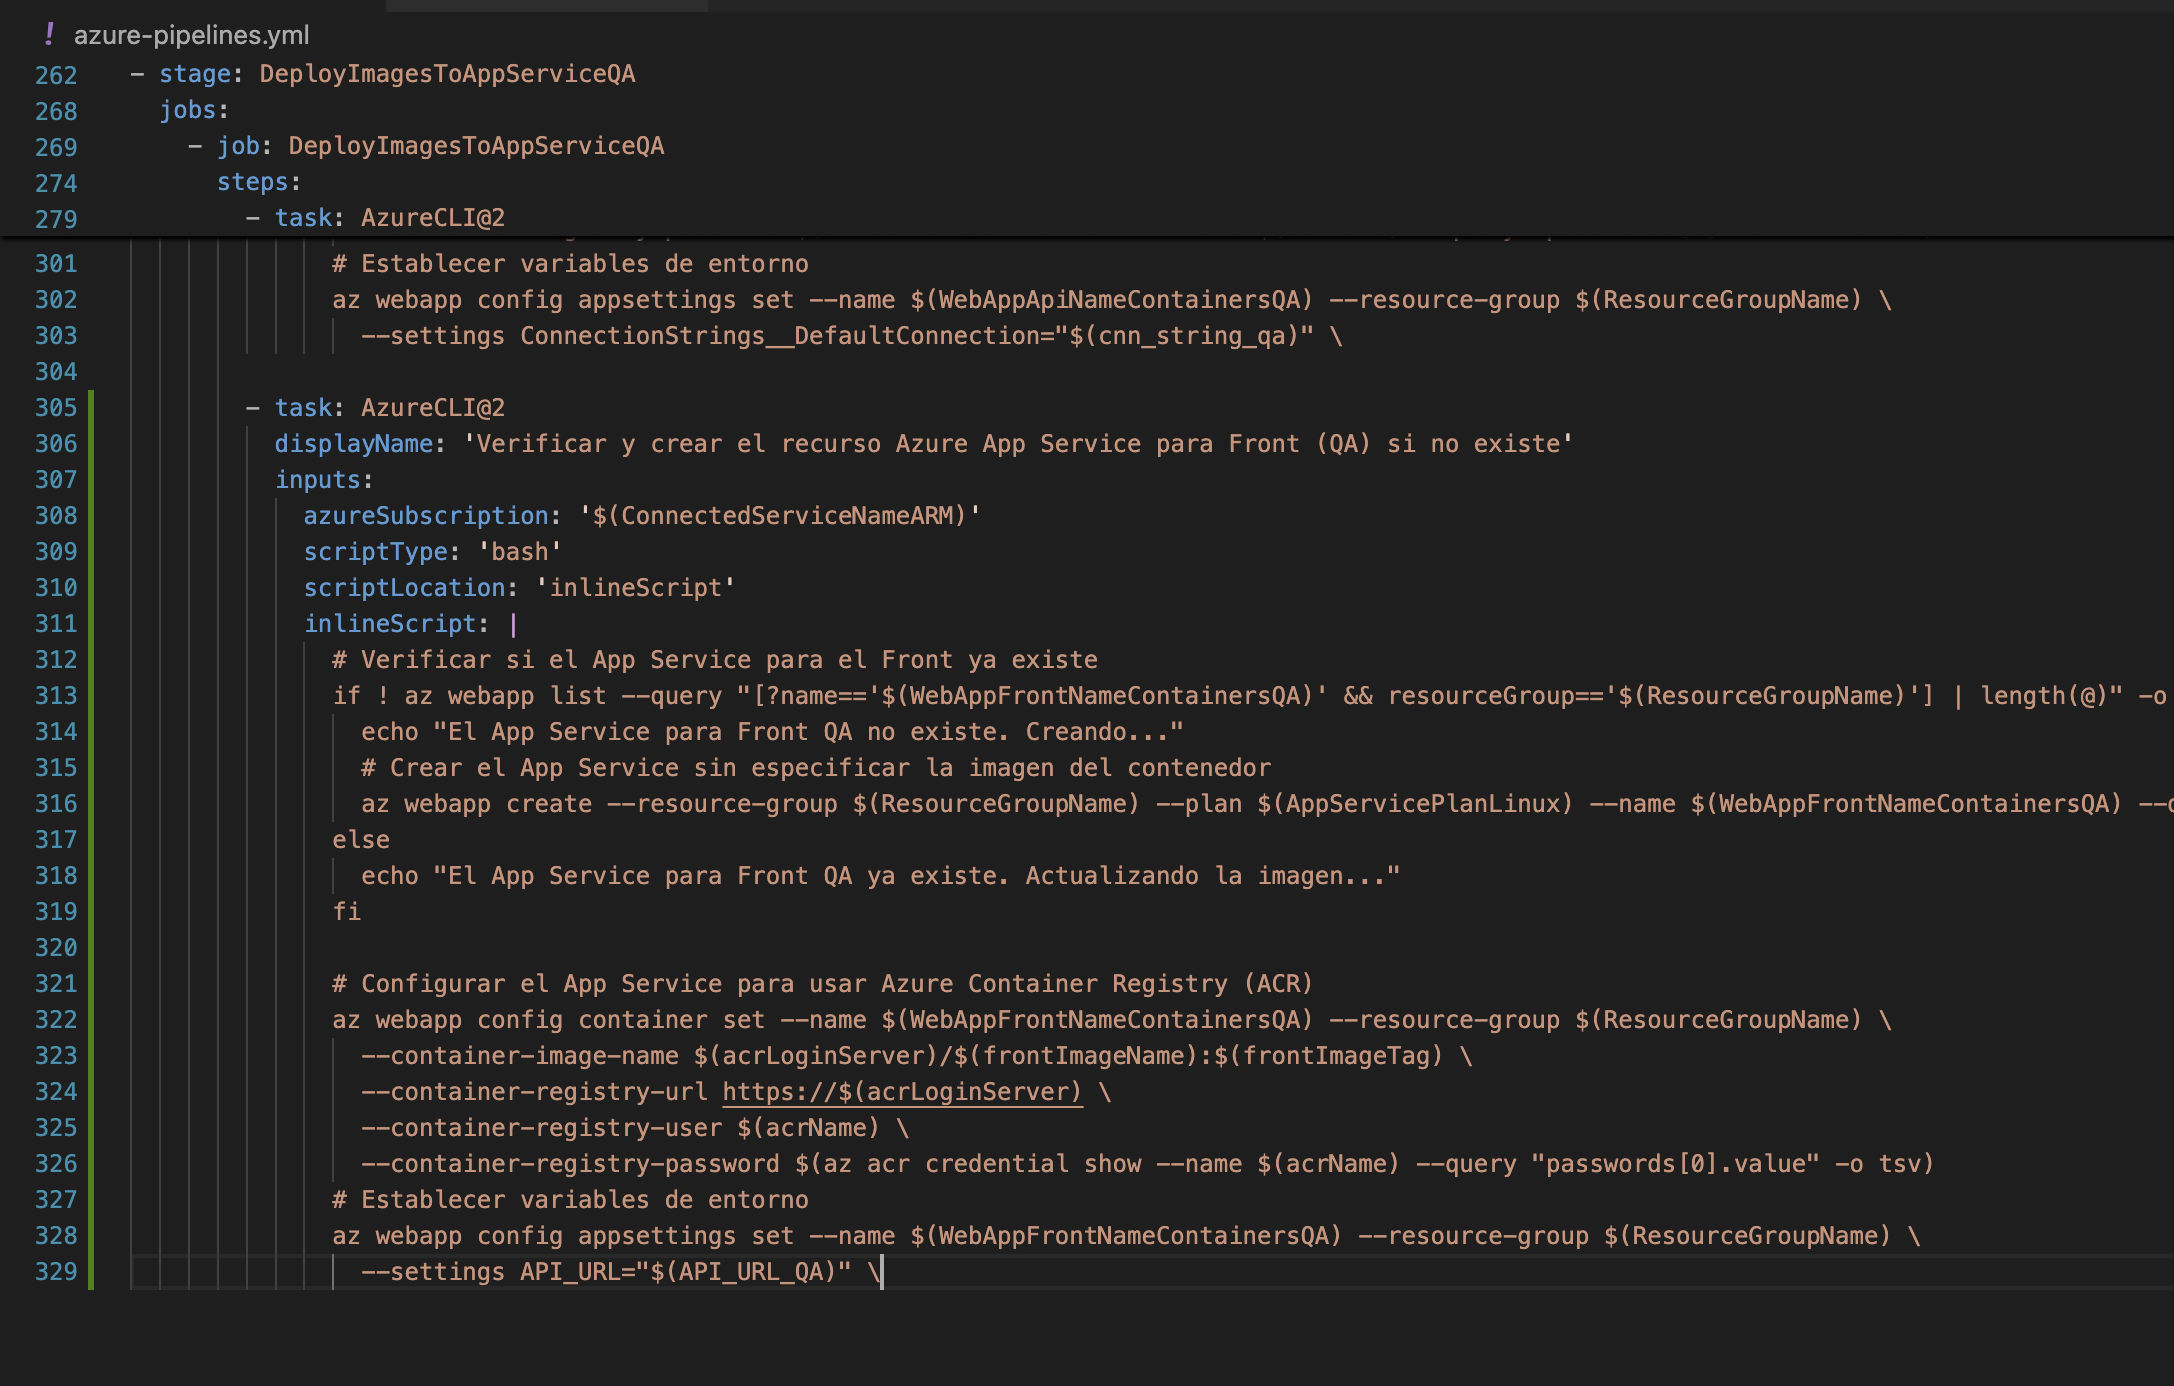 ! azure-pipelines.yml
262 - stage: DeployImagesToAppServiceQA
268 jobs:
269 - job: DeployImagesToAppServiceQA
274 steps:
279 - task: AzureCLI@2
301 # Establecer variables de entorno
302 az webapp config appsettings set --name $(WebAppApiNameContainersQA) --resource-group $(ResourceGroupName) \
303 --settings ConnectionStrings__DefaultConnection="$(cnn_string_qa)" \
304
305 - task: AzureCLI@2
306 displayName: 'Verificar y crear el recurso Azure App Service para Front (QA) si no existe'
307 inputs:
308 azureSubscription: '$(ConnectedServiceNameARM)'
309 scriptType: 'bash'
310 scriptLocation: 'inlineScript'
311 inlineScript: |
312 # Verificar si el App Service para el Front ya existe
313 if ! az webapp list --query "[?name=='$(WebAppFrontNameContainersQA)' && resourceGroup=='$(ResourceGroupName)'] | length(@)" -o
314 echo "El App Service para Front QA no existe. Creando..."
315 # Crear el App Service sin especificar la imagen del contenedor
316 az webapp create --resource-group $(ResourceGroupName) --plan $(AppServicePlanLinux) --name $(WebAppFrontNameContainersQA)
317 else
318 echo "El App Service para Front QA ya existe. Actualizando la imagen..."
319 fi
320
321 # Configurar el App Service para usar Azure Container Registry (ACR)
322 az webapp config container set --name $(WebAppFrontNameContainersQA) --resource-group $(ResourceGroupName) \
323 --container-image-name $(acrLoginServer)/$(frontImageName):$(frontImageTag) \
324 --container-registry-url https://$(acrLoginServer) \
325 --container-registry-user $(acrName) \
326 --container-registry-password $(az acr credential show --name $(acrName) --query "passwords[0].value" -o tsv)
327 # Establecer variables de entorno
328 az webapp config appsettings set --name $(WebAppFrontNameContainersQA) --resource-group $(ResourceGroupName) \
329 --settings API_URL="$(API_URL_QA)" \